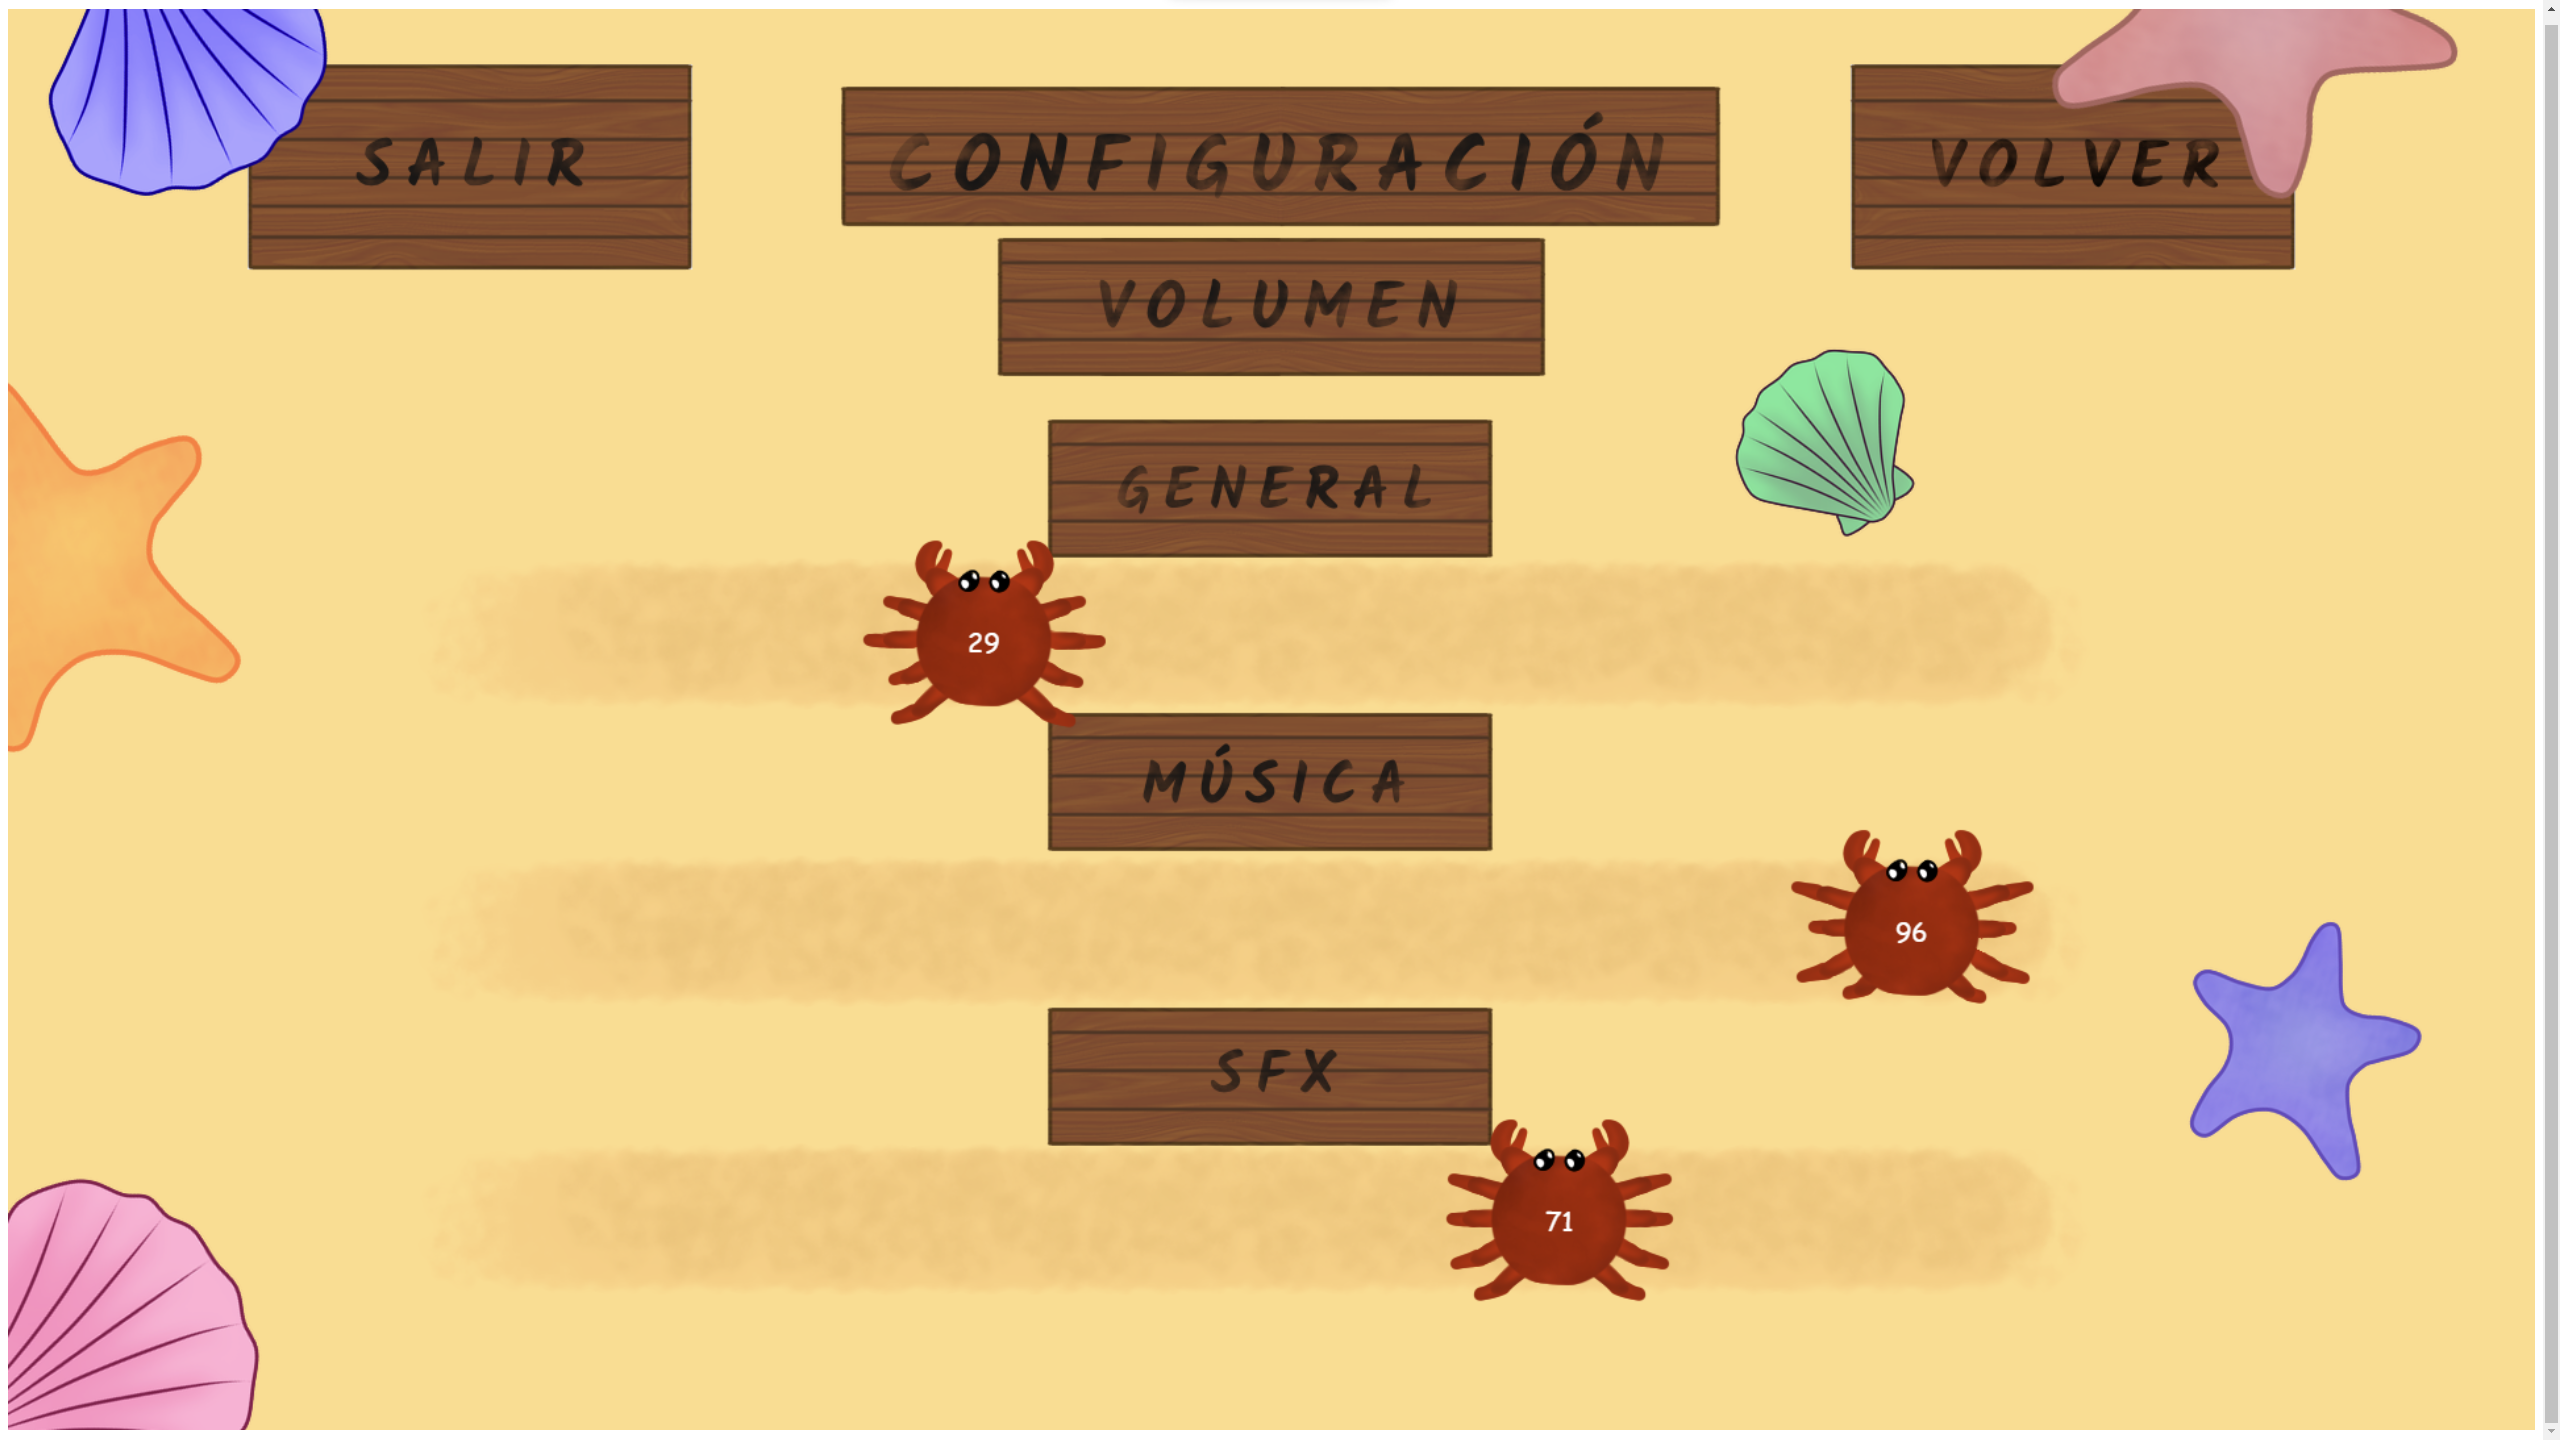 SALIR
CONFIGURACIÓN
VOLVER
VOLUMEN
GENERAL
29
MÚSICA
96
SFX
71